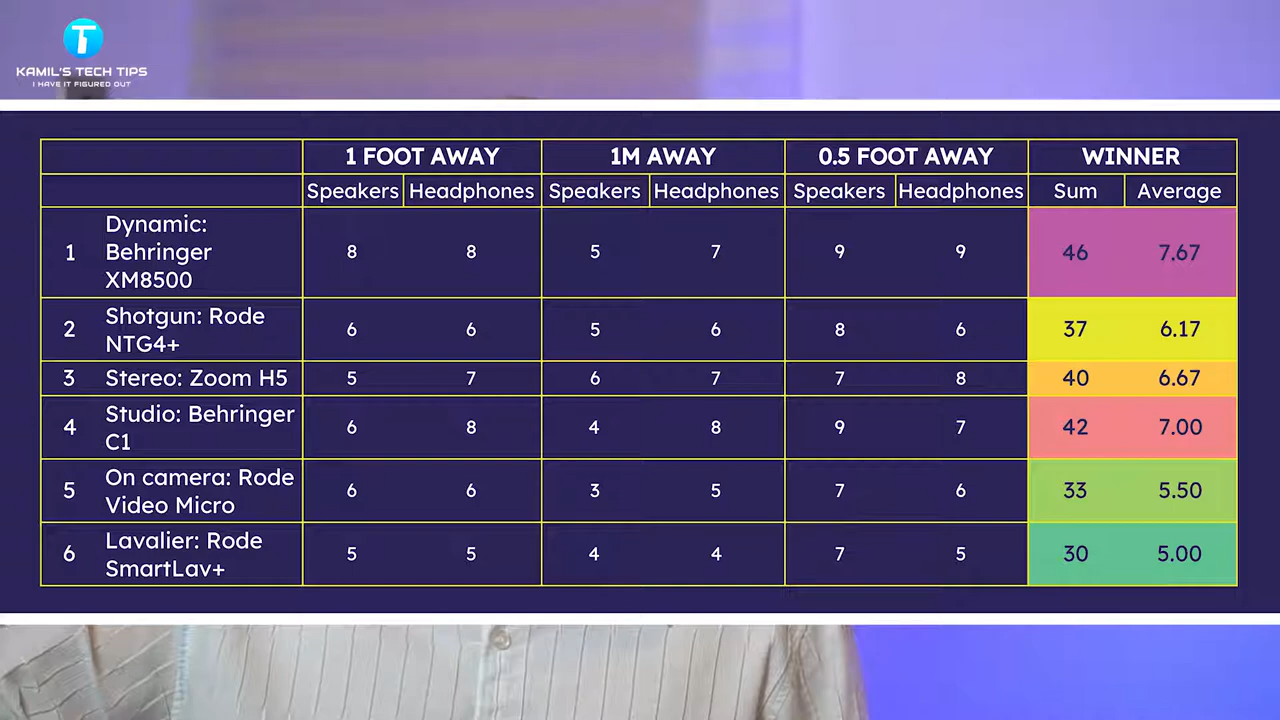 T
KAMIL'S TECH TIPS
I HAVE IT FIGURED OUT
1 FOOT AWAY 1M AWAY 0.5 FOOT AWAY WINNER
Speakers Headphones Speakers Headphones Speakers Headphones Sum Average
1 Dynamic: Behringer XM8500 8 8 5 7 9 9 46 7.67
2 Shotgun: Rode NTG4+ 6 6 5 6 8 6 37 6.17
3 Stereo: Zoom H5 5 7 6 7 7 8 40 6.67
4 Studio: Behringer C1 6 8 4 8 9 7 42 7.00
5 On camera: Rode Video Micro 6 6 3 5 7 6 33 5.50
6 Lavalier: Rode SmartLav+ 5 5 4 4 7 5 30 5.00